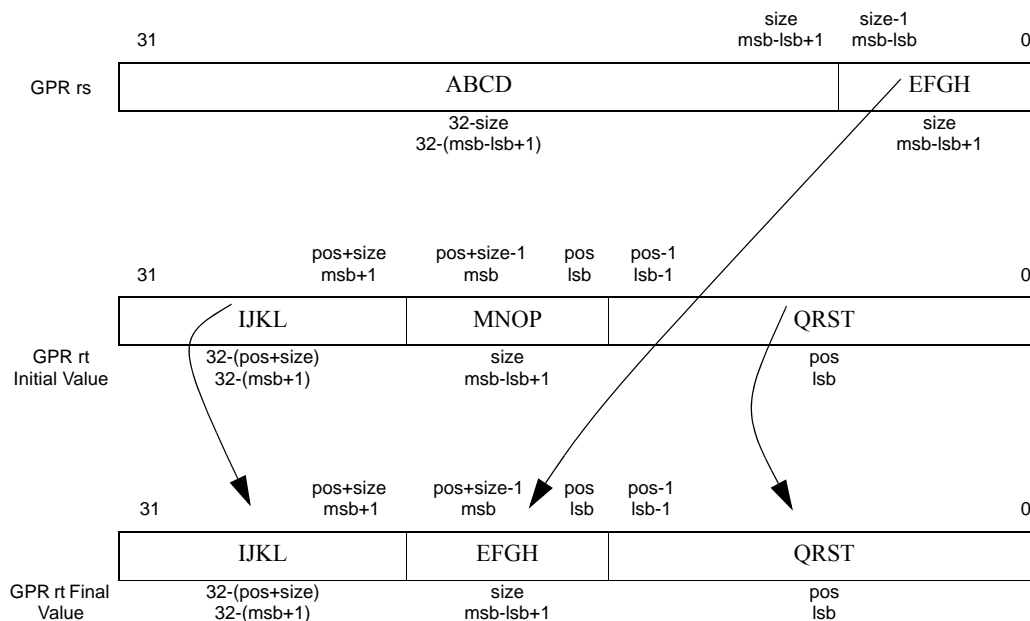 size size-1
31 msb-lsb+1 msb-lsb 0
GPR rs ABCD EFGH
32-size size
32-(msb-lsb+1) msb-lsb+1
pos+size pos+size-1 pos pos-1
31 msb+1 msb lsb lsb-1 0
IJKL MNOP QRST
GPR rt 32-(pos+size) size pos
Initial Value 32-(msb+1) msb-lsb+1 lsb
pos+size pos+size-1 pos pos-1
31 msb+1 msb lsb lsb-1 0
IJKL EFGH QRST
GPR rt Final 32-(pos+size) size pos
Value 32-(msb+1) msb-lsb+1 lsb